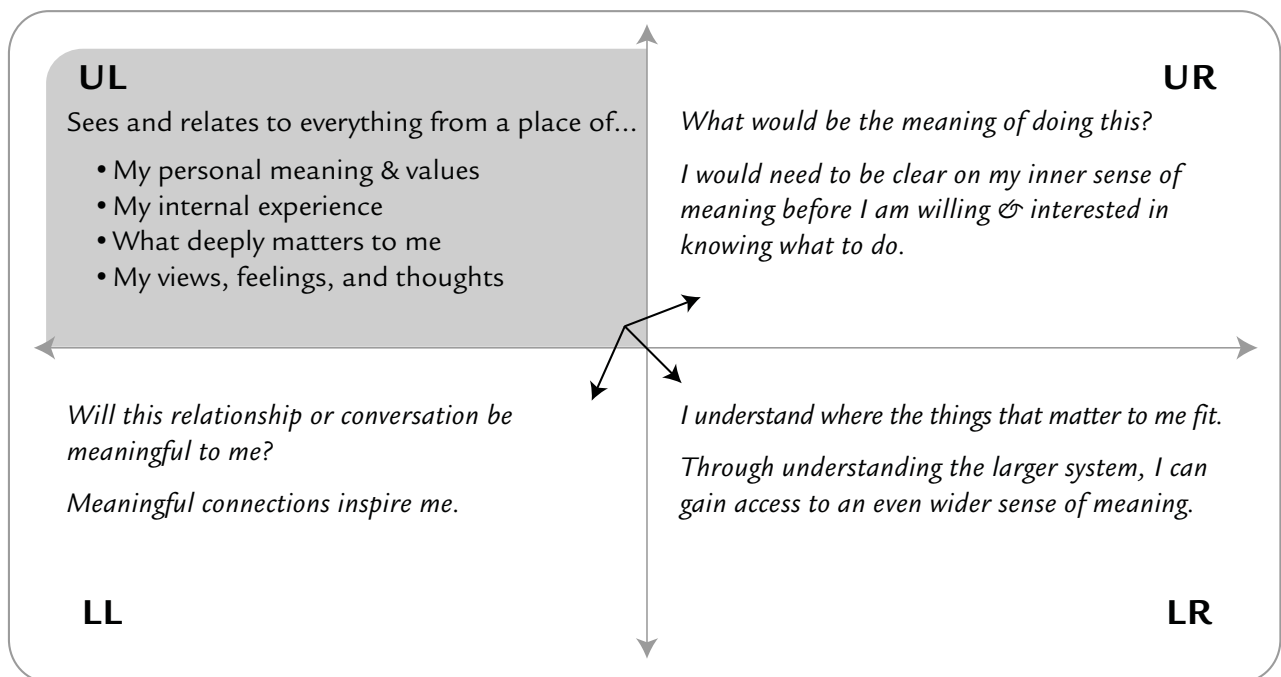 UL
Sees and relates to everything from a place of...
• My personal meaning & values
• My internal experience
• What deeply matters to me
• My views, feelings, and thoughts
UR
What would be the meaning of doing this?
I would need to be clear on my inner sense of
meaning before I am willing & interested in
knowing what to do.
Will this relationship or conversation be
meaningful to me?
Meaningful connections inspire me.
LL
I understand where the things that matter to me fit.
Through understanding the larger system, I can
gain access to an even wider sense of meaning.
LR